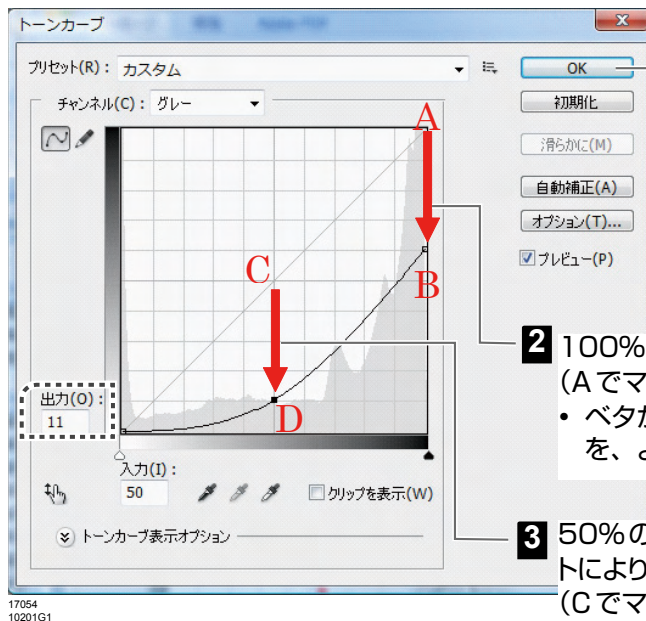 トーンカーブ
プリセット(R): カスタム
OK
チャンネル(C): グレー
初期化
滑らかに(M)
自動補正(A)
オプション(T)...
プレビュー(P)
A
B
C
D
2 100%
(Aでマ
• ベタか
を、よ
出力(O):
11
入力(I):
50
クリップを表示(W)
トーンカーブ表示オプション
3 50%の
トにより
(Cでマ
17054
10201G1